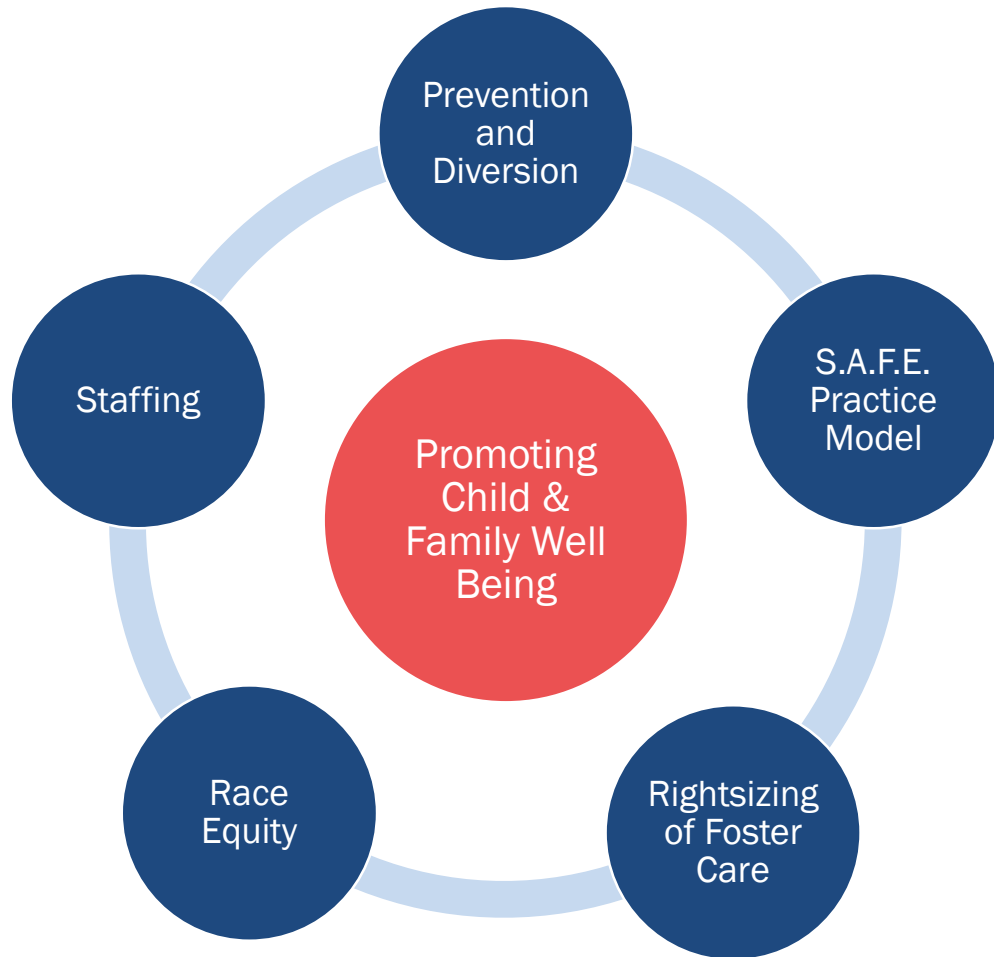 Prevention
and
Diversion
S.A.F.E.
Practice
Model
Staffing
Promoting
Child &
Family Well
Being
Race
Equity
Rightsizing
of Foster
Care